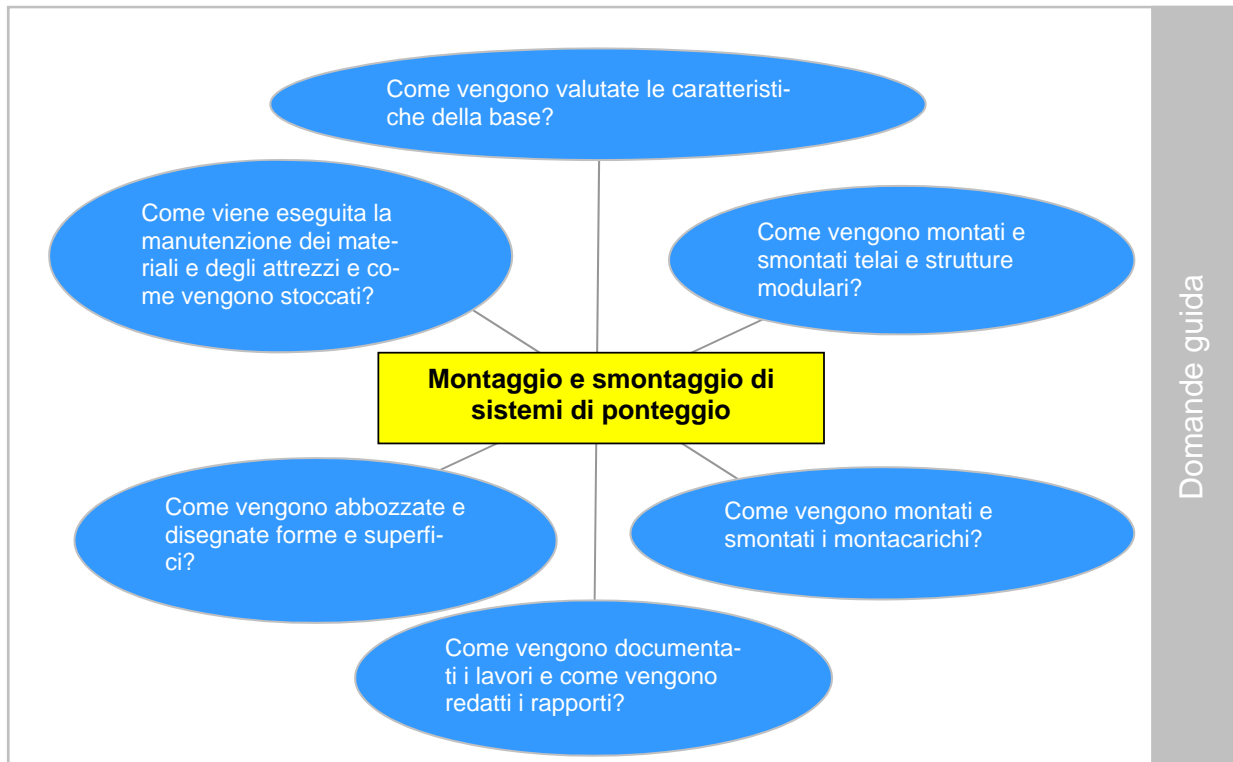 Come vengono valutate le caratteristi-
che della base?
Come viene eseguita la
manutenzione dei mate-
riali e degli attrezzi e co-
me vengono stoccati?
Come vengono montati e
smontati telai e strutture
modulari?
Montaggio e smontaggio di
sistemi di ponteggio
Come vengono abbozzate e
disegnate forme e superfi-
ci?
Come vengono montati e
smontati i montacarichi?
Come vengono documenta-
ti i lavori e come vengono
redatti i rapporti?
Domande guida